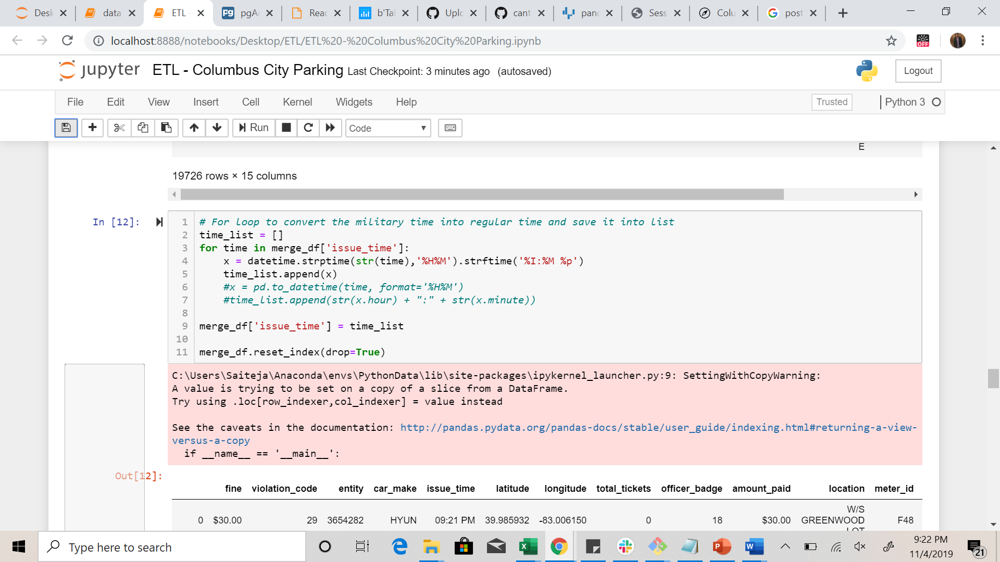 Desk
data
ETL -
pgA
Reac
b'Tal
Uplo
cant
pand
Sess
Colu
post
localhost:8888/notebooks/Desktop/ETL/ETL%20-%20Columbus%20City%20Parking.ipynb
OFF
jupyter ETL - Columbus City Parking Last Checkpoint: 3 minutes ago (autosaved)
Logout
File Edit View Insert Cell Kernel Widgets Help
Trusted
Python 3
Run
Code
E
19726 rows × 15 columns
In [12]:
1 # For loop to convert the military time into regular time and save it into list
2 time_list = []
3 for time in merge_df['issue_time']:
4 x = datetime.strptime(str(time),'%H%M').strftime('%I:%M %p')
5 time_list.append(x)
6 #x = pd.to_datetime(time, format='%H%M')
7 #time_list.append(str(x.hour) + ":" + str(x.minute))
8
9 merge_df['issue_time'] = time_list
10
11 merge_df.reset_index(drop=True)
C:\Users\Saiteja\Anaconda\envs\PythonData\lib\site-packages\ipykernel_launcher.py:9: SettingWithCopyWarning:
A value is trying to be set on a copy of a slice from a DataFrame.
Try using .loc[row_indexer,col_indexer] = value instead
See the caveats in the documentation: http://pandas.pydata.org/pandas-docs/stable/user_guide/indexing.html#returning-a-view-
versus-a-copy
if __name__ == '__main__':
Out[12]:
fine violation_code entity car_make issue_time latitude longitude total_tickets officer_badge amount_paid location meter_id
W/S
0 $30.00 29 3654282 HYUN 09:21 PM 39.985932 -83.006150 0 18 $30.00 GREENWOOD F48
LOT
Type here to search
9:22 PM
11/4/2019
21